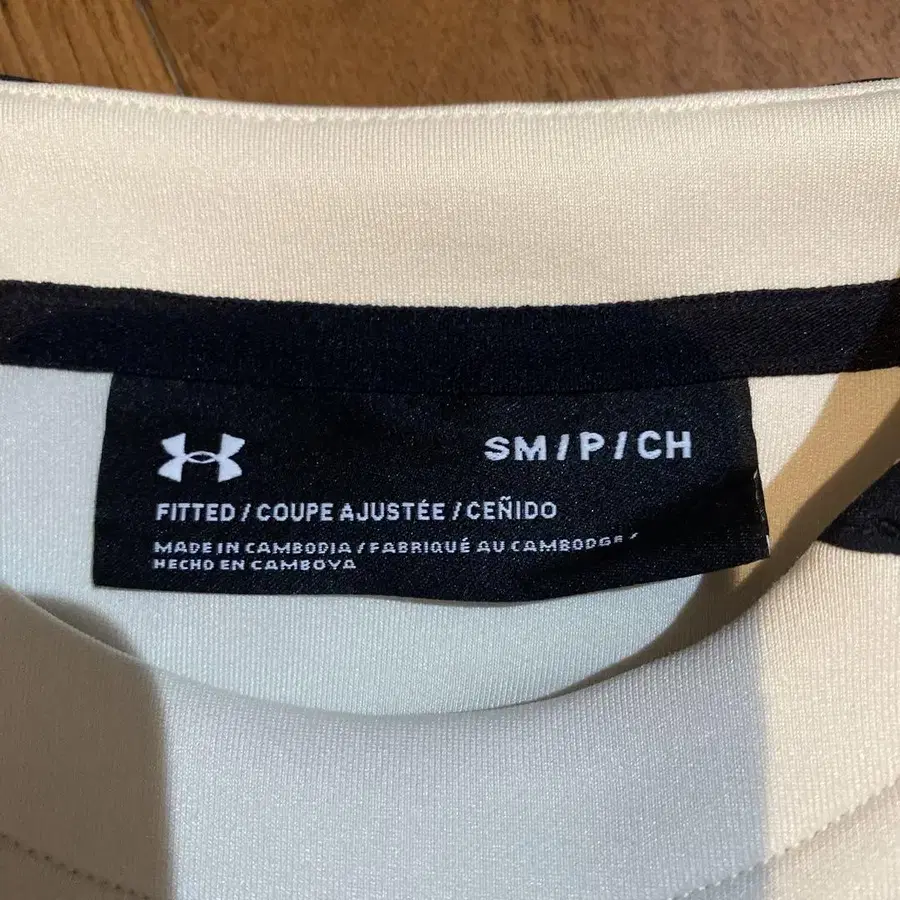 SM/P/CH
FITTED / COUPE AJUSTÉE / CEÑIDO
MADE IN CAMBODIA / FABRIQUÉ AU CAMBODGE /
HECHO EN CAMBOYA